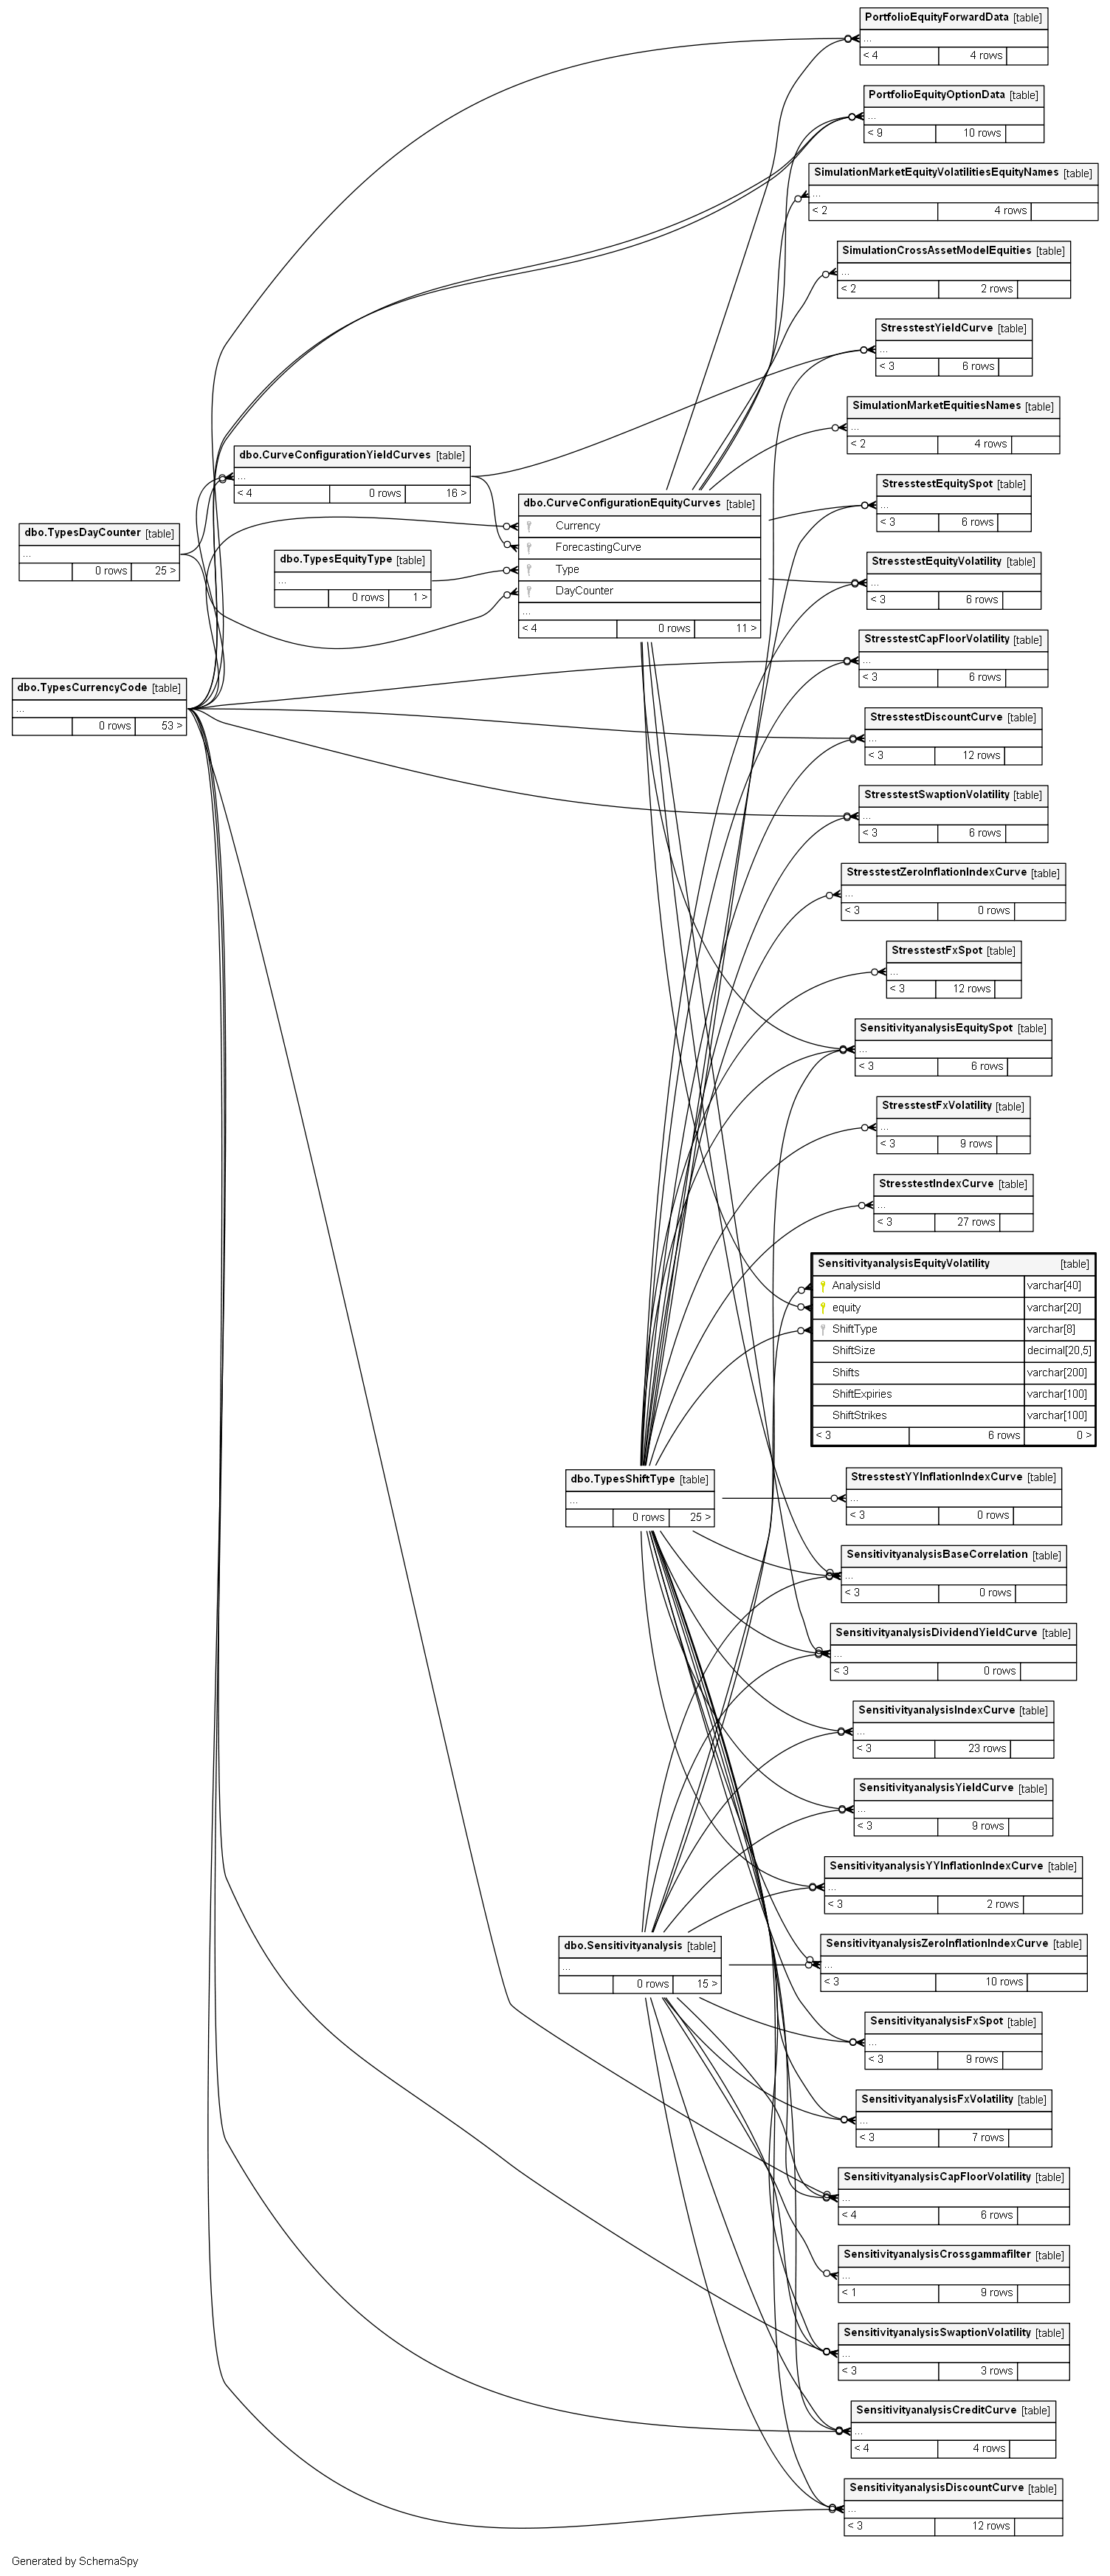 PortfolioEquityForwardData [table]
...
< 4 4 rows
PortfolioEquityOptionData [table]
...
< 9 10 rows
SimulationMarketEquityVolatilitiesEquityNames [table]
...
< 2 4 rows
SimulationCrossAssetModelEquities [table]
...
< 2 2 rows
StresstestYieldCurve [table]
...
< 3 6 rows
SimulationMarketEquitiesNames [table]
...
< 2 4 rows
dbo.CurveConfigurationYieldCurves [table]
...
< 4 0 rows 16 >
StresstestEquitySpot [table]
...
< 3 6 rows
dbo.CurveConfigurationEquityCurves [table]
Currency
ForecastingCurve
Type
DayCounter
...
< 4 0 rows 11 >
dbo.TypesDayCounter [table]
...
0 rows 25 >
dbo.TypesEquityType [table]
...
0 rows 1 >
StresstestEquityVolatility [table]
...
< 3 6 rows
StresstestCapFloorVolatility [table]
...
< 3 6 rows
dbo.TypesCurrencyCode [table]
...
0 rows 53 >
StresstestDiscountCurve [table]
...
< 3 12 rows
StresstestSwaptionVolatility [table]
...
< 3 6 rows
StresstestZeroInflationIndexCurve [table]
...
< 3 0 rows
StresstestFxSpot [table]
...
< 3 12 rows
SensitivityanalysisEquitySpot [table]
...
< 3 6 rows
StresstestFxVolatility [table]
...
< 3 9 rows
StresstestIndexCurve [table]
...
< 3 27 rows
SensitivityanalysisEquityVolatility [table]
AnalysisId varchar[40]
equity varchar[20]
ShiftType varchar[8]
ShiftSize decimal[20,5]
Shifts varchar[200]
ShiftExpiries varchar[100]
ShiftStrikes varchar[100]
< 3 6 rows 0 >
dbo.TypesShiftType [table]
...
0 rows 25 >
StresstestYYInflationIndexCurve [table]
...
< 3 0 rows
SensitivityanalysisBaseCorrelation [table]
...
< 3 0 rows
SensitivityanalysisDividendYieldCurve [table]
...
< 3 0 rows
SensitivityanalysisIndexCurve [table]
...
< 3 23 rows
SensitivityanalysisYieldCurve [table]
...
< 3 9 rows
SensitivityanalysisYYInflationIndexCurve [table]
...
< 3 2 rows
dbo.Sensitivityanalysis [table]
...
0 rows 15 >
SensitivityanalysisZeroInflationIndexCurve [table]
...
< 3 10 rows
SensitivityanalysisFxSpot [table]
...
< 3 9 rows
SensitivityanalysisFxVolatility [table]
...
< 3 7 rows
SensitivityanalysisCapFloorVolatility [table]
...
< 4 6 rows
SensitivityanalysisCrossgammafilter [table]
...
< 1 9 rows
SensitivityanalysisSwaptionVolatility [table]
...
< 3 3 rows
SensitivityanalysisCreditCurve [table]
...
< 4 4 rows
SensitivityanalysisDiscountCurve [table]
...
< 3 12 rows
Generated by SchemaSpy